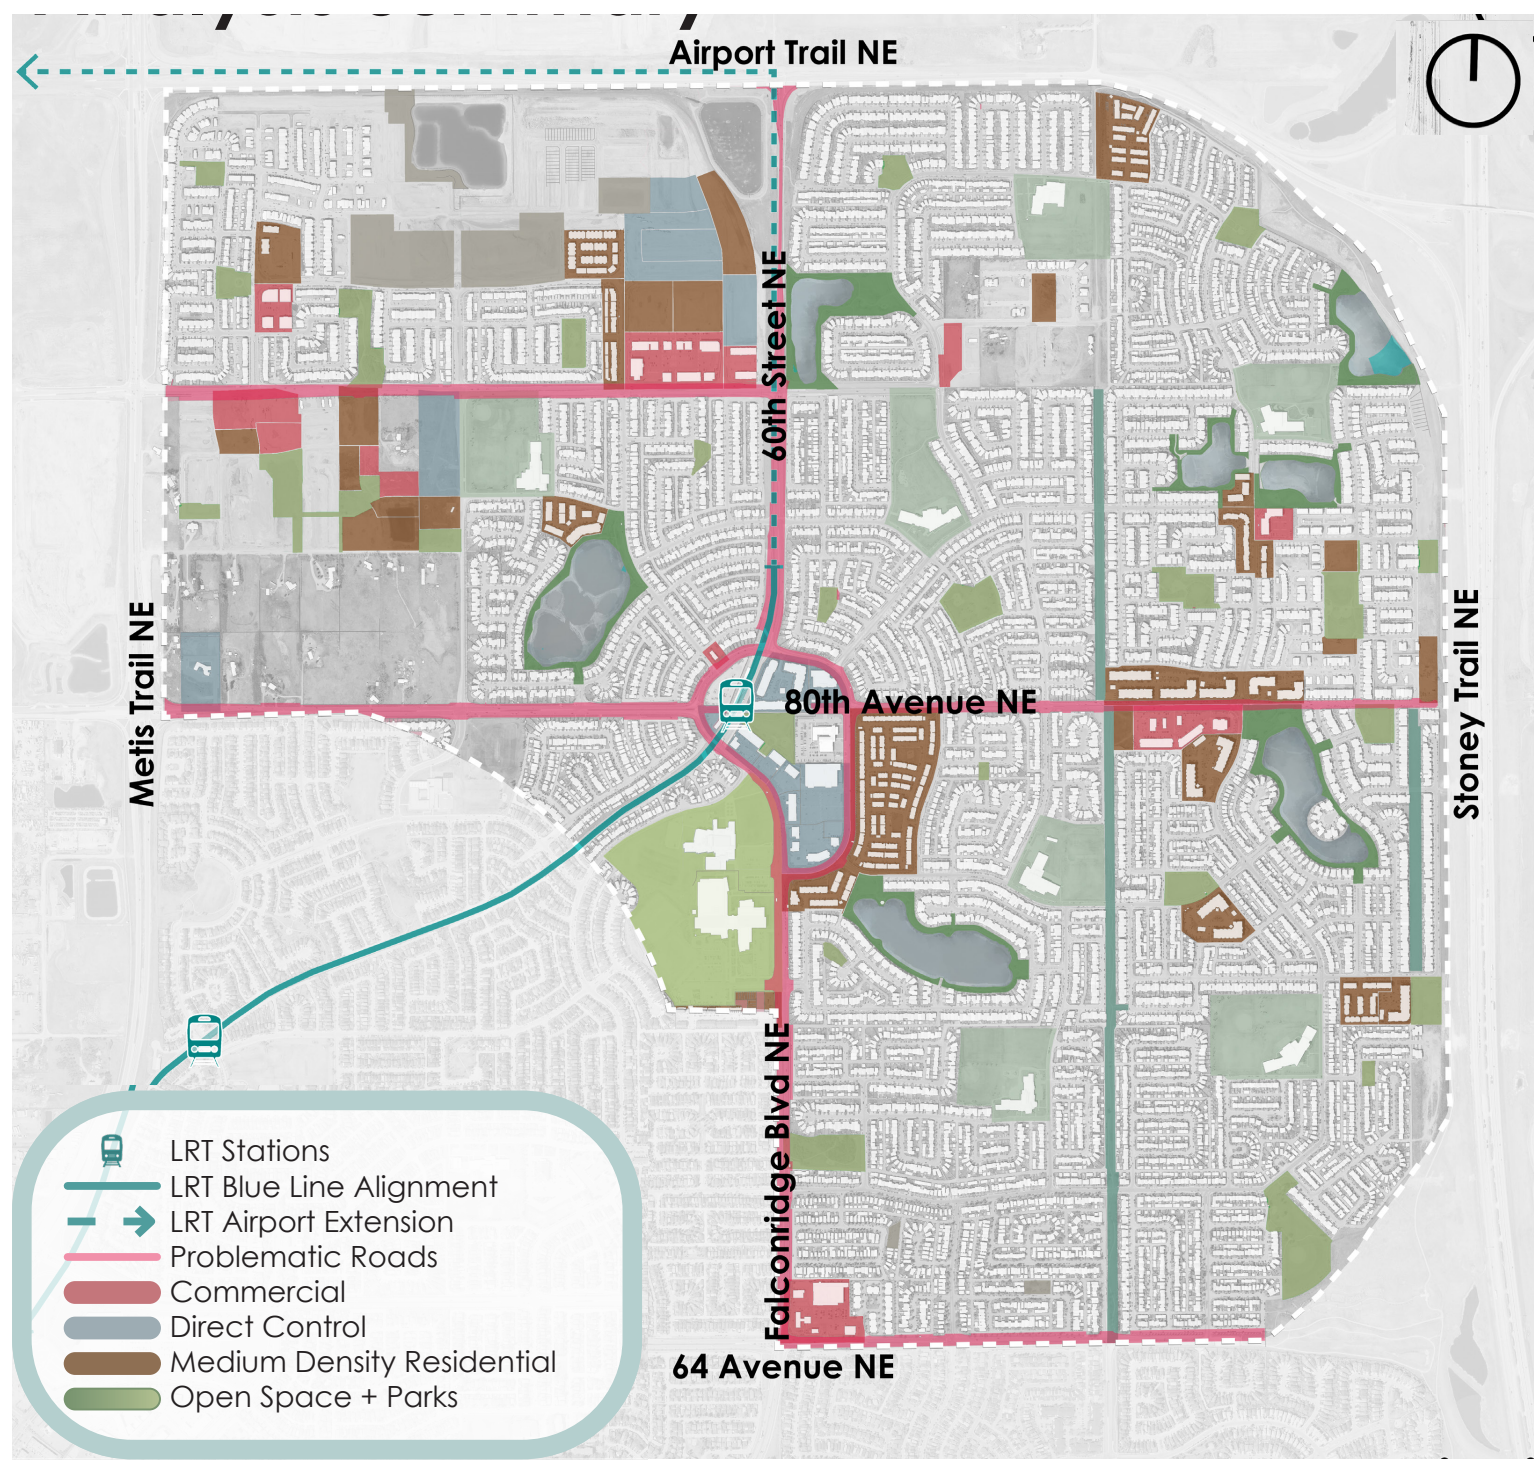 Analysis Summary
Airport Trail NE
60th Street NE
Metis Trail NE
80th Avenue NE
Stoney Trail NE
Falconridge Blvd NE
64 Avenue NE
LRT Stations
LRT Blue Line Alignment
LRT Airport Extension
Problematic Roads
Commercial
Direct Control
Medium Density Residential
Open Space + Parks